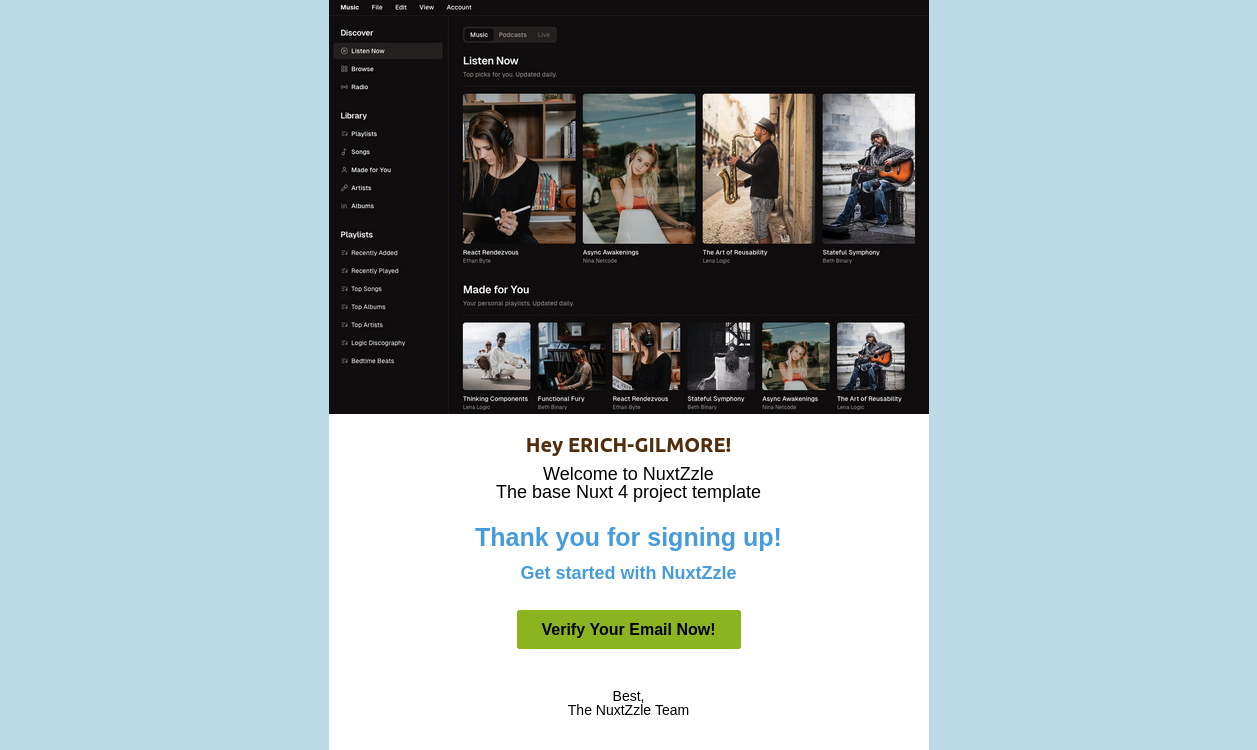 Music File Edit View Account
Discover
Listen Now
Browse
Radio
Library
Playlists
Songs
Made for You
Artists
Albums
Playlists
Recently Added
Recently Played
Top Songs
Top Albums
Top Artists
Logic Discography
Bedtime Beats
Music Podcasts Live
Listen Now
Top picks for you. Updated daily.
React Rendezvous
Ethan Byte
Async Awakenings
Nina Netcode
The Art of Reusability
Lena Logic
Stateful Symphony
Beth Binary
Made for You
Your personal playlists. Updated daily.
Thinking Components
Lena Logic
Functional Fury
Beth Binary
React Rendezvous
Ethan Byte
Stateful Symphony
Beth Binary
Async Awakenings
Nina Netcode
The Art of Reusability
Lena Logic
Hey ERICH-GILMORE!
Welcome to NuxtZzle
The base Nuxt 4 project template
Thank you for signing up!
Get started with NuxtZzle
Verify Your Email Now!
Best,
The NuxtZzle Team